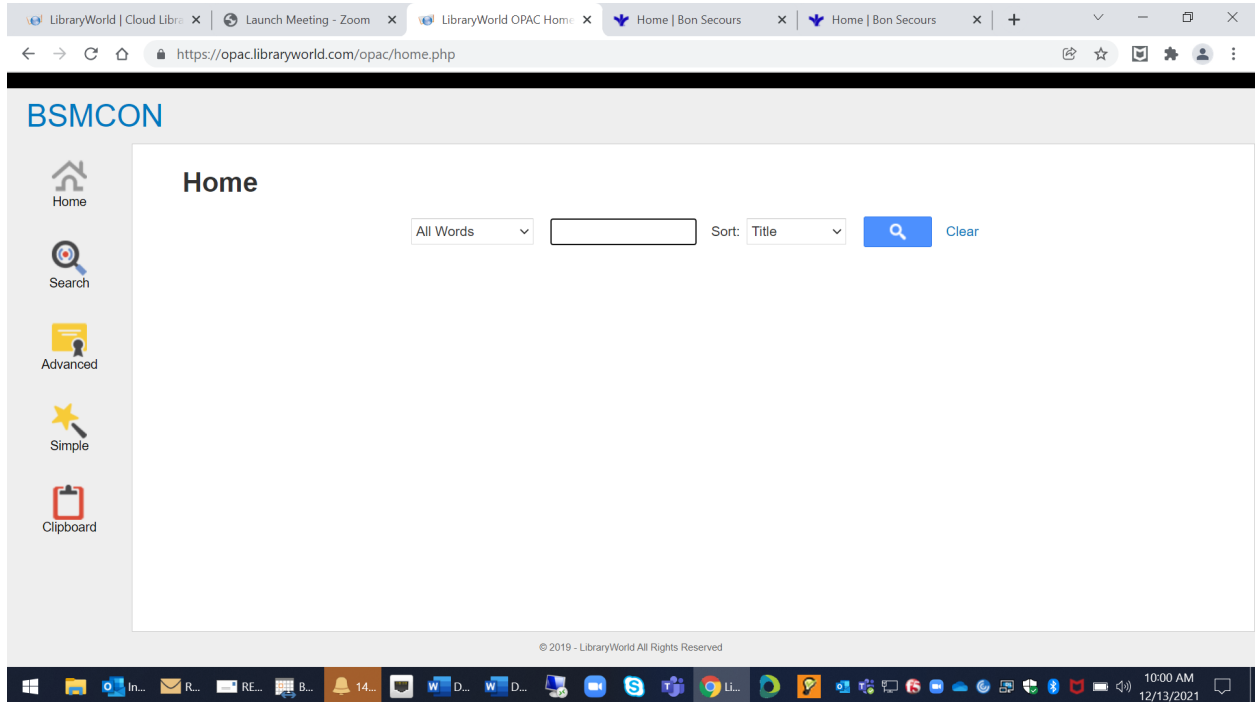 LibraryWorld | Cloud Libra
Launch Meeting - Zoom
LibraryWorld OPAC Home
Home | Bon Secours
Home | Bon Secours
https://opac.libraryworld.com/opac/home.php
BSMCON
Home
Search
Advanced
Simple
Clipboard
Home
All Words
Sort: Title
Clear
© 2019 - LibraryWorld All Rights Reserved
In... R... RE... B... 14... D... D... Li...
10:00 AM
12/13/2021